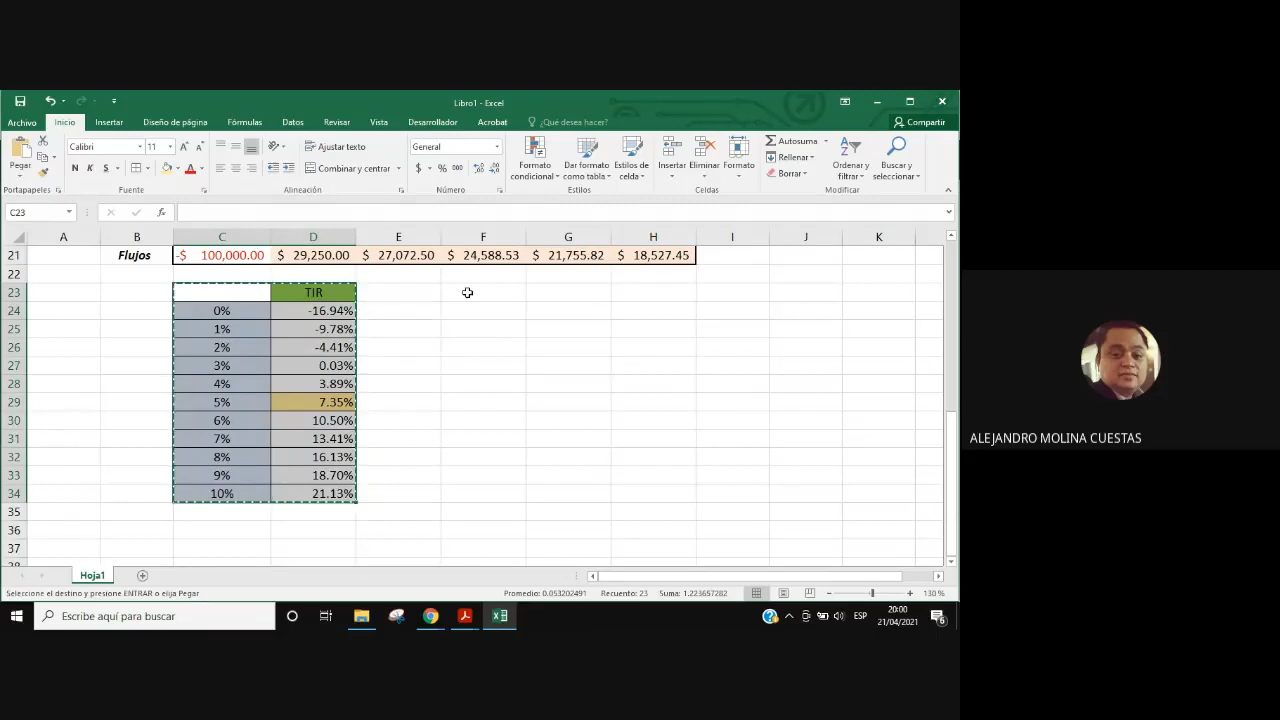 Libro1 - Excel
Archivo Inicio Insertar Diseño de página Fórmulas Datos Revisar Vista Desarrollador Acrobat ¿Qué desea hacer? Compartir
Pegar
Calibri 11
N K S
Ajustar texto
Combinar y centrar
General
$ % 000
Formato condicional
Dar formato como tabla
Estilos de celda
Insertar Eliminar Formato
Autosuma
Rellenar
Borrar
Ordenar y filtrar
Buscar y seleccionar
Portapapeles Fuente Alineación Número Estilos Celdas Modificar
C23 fx
A B C D E F G H I J K
21 Flujos -$ 100,000.00 $ 29,250.00 $ 27,072.50 $ 24,588.53 $ 21,755.82 $ 18,527.45
22
23 TIR
24 0% -16.94%
25 1% -9.78%
26 2% -4.41%
27 3% 0.03%
28 4% 3.89%
29 5% 7.35%
30 6% 10.50%
31 7% 13.41%
32 8% 16.13%
33 9% 18.70%
34 10% 21.13%
35
36
37
38
Hoja1
Seleccione el destino y presione ENTRAR o elija Pegar Promedio: 0.053202491 Recuento: 23 Suma: 1.223657282 130 %
Escribe aquí para buscar
ESP
20:00
21/04/2021
6
ALEJANDRO MOLINA CUESTAS